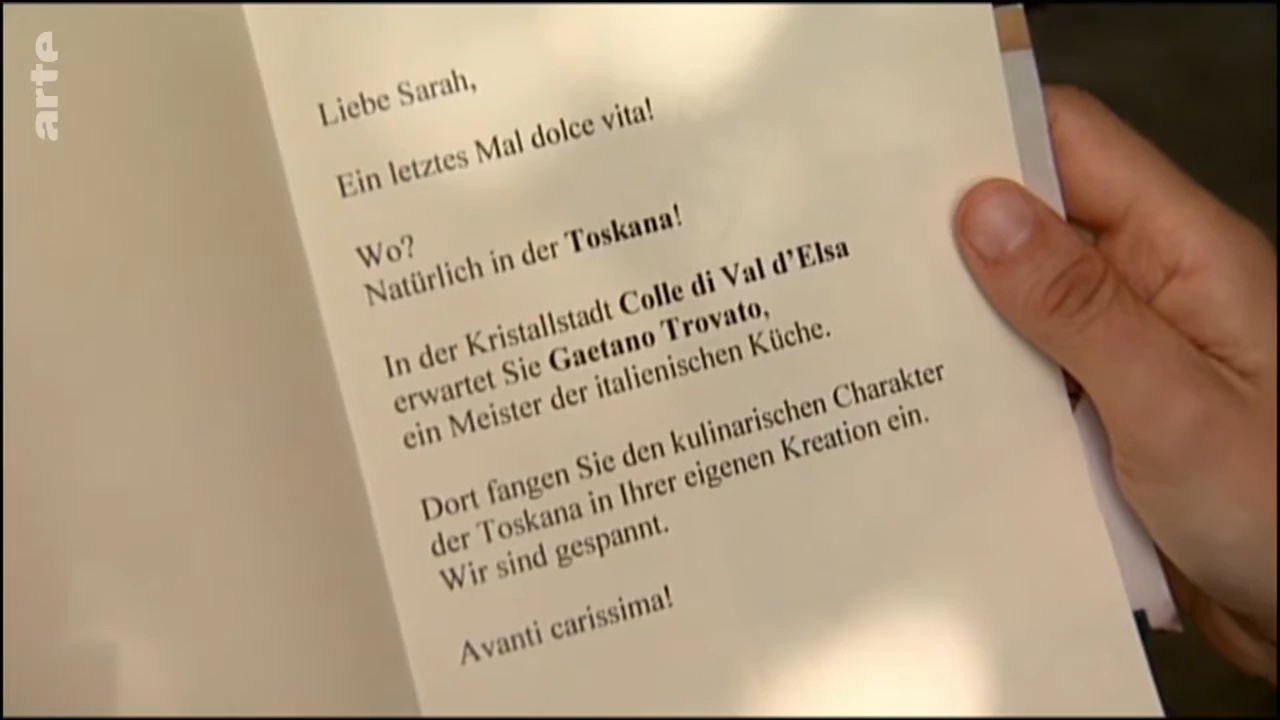 arte
Liebe Sarah,
Ein letztes Mal dolce vita!
Wo?
Natürlich in der Toskana!
In der Kristallstadt Colle di Val d'Elsa
erwartet Sie Gaetano Trovato,
ein Meister der italienischen Küche.
Dort fangen Sie den kulinarischen Charakter
der Toskana in Ihrer eigenen Kreation ein.
Wir sind gespannt.
Avanti carissima!